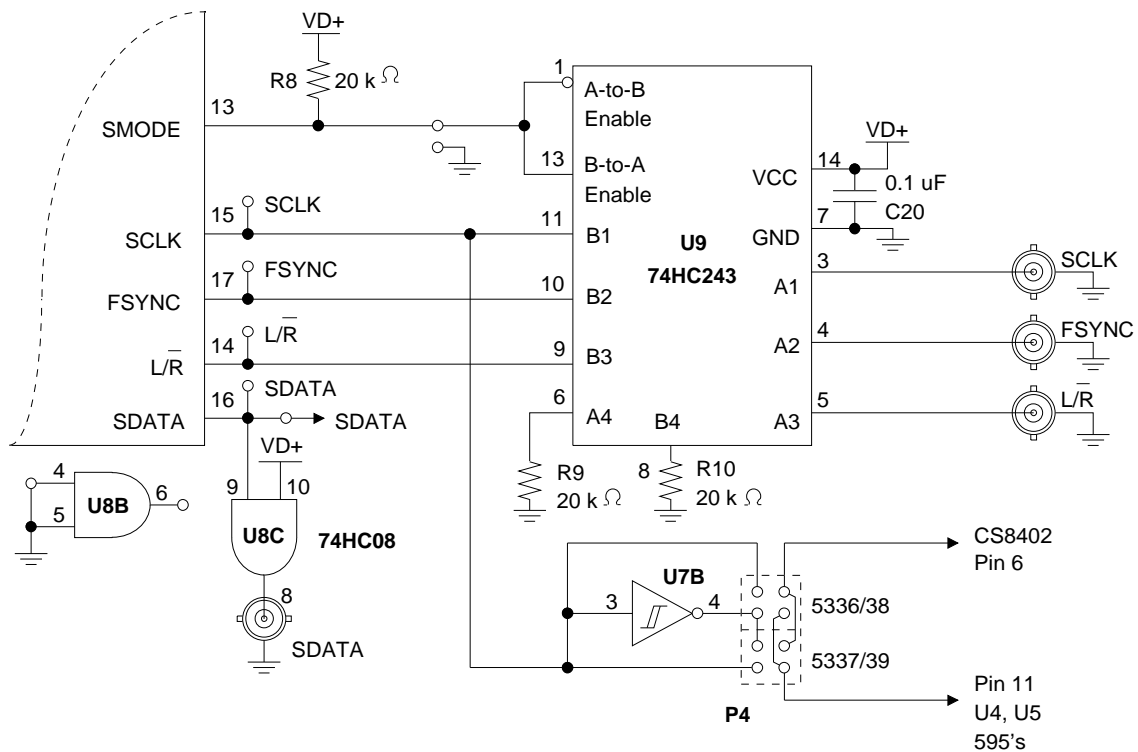 VD+
R8
20 k Ω
13
SMODE
1
A-to-B
Enable
13
B-to-A
Enable
VD+
14
VCC
0.1 uF
C20
7
GND
15
SCLK
SCLK
11
B1
U9
74HC243
3
A1
SCLK
17
FSYNC
FSYNC
10
B2
4
A2
FSYNC
14
L/R̅
L/R̅
9
B3
5
A3
L/R̅
16
SDATA
SDATA
SDATA
6
A4
B4
8
R9
20 k Ω
R10
20 k Ω
VD+
9
10
4
5
U8B
6
U8C
74HC08
8
SDATA
U7B
3
4
5336/38
5337/39
P4
CS8402
Pin 6
Pin 11
U4, U5
595's